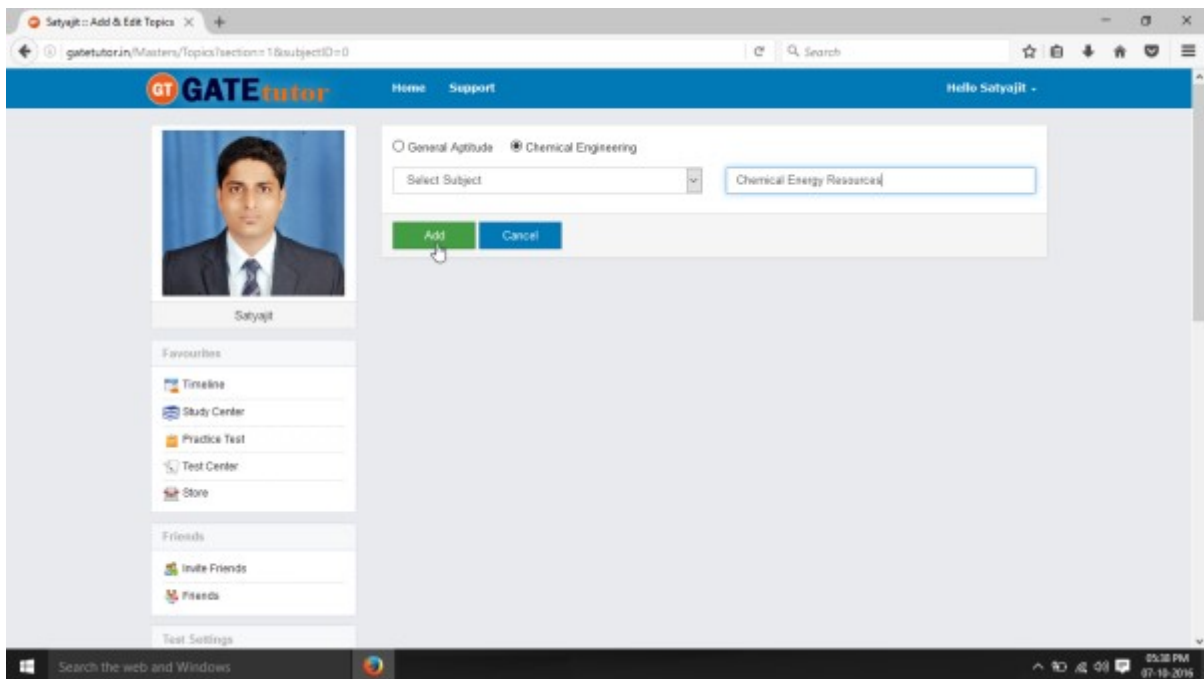 Satyajit :: Add & Edit Topics
gatetutor.in/Masters/Topics?section=1&subjectID=0
Search
GT GATEtutor
Home Support
Hello Satyajit
General Aptitude Chemical Engineering
Select Subject
Chemical Energy Resources
Add Cancel
Satyajit
Favourites
Timeline
Study Center
Practice Test
Test Center
Store
Friends
Invite Friends
Friends
Test Settings
Search the web and Windows
05:38 PM
07-10-2016